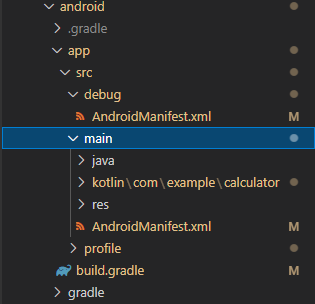 android
.gradle
app
src
debug
AndroidManifest.xml M
main
java
kotlin\com\example\calculator
res
AndroidManifest.xml M
profile
build.gradle M
gradle